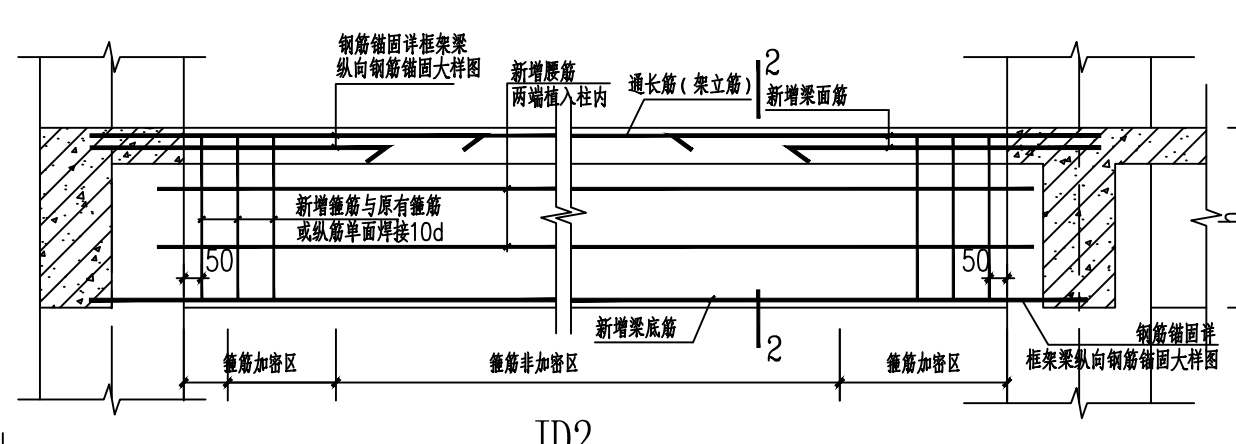 钢筋锚固详框架梁
纵向钢筋锚固大样图
新增腰筋
两端植入柱内
通长筋(架立筋)
2
新增梁面筋
新增箍筋与原有箍筋
或纵筋单面焊接10d
50
50
h
新增梁底筋
2
钢筋锚固详
框架梁纵向钢筋锚固大样图
箍筋加密区
箍筋非加密区
箍筋加密区